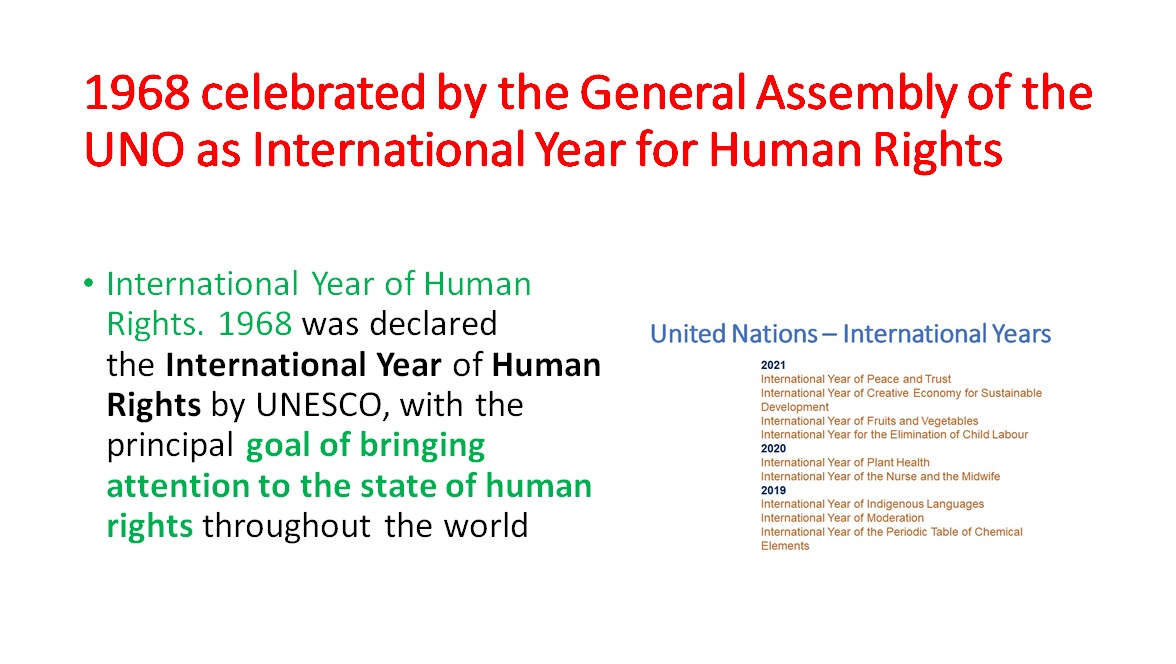 1968 celebrated by the General Assembly of the
UNO as International Year for Human Rights
• International Year of Human
Rights. 1968 was declared
the International Year of Human
Rights by UNESCO, with the
principal goal of bringing
attention to the state of human
rights throughout the world
United Nations – International Years
2021
International Year of Peace and Trust
International Year of Creative Economy for Sustainable
Development
International Year of Fruits and Vegetables
International Year for the Elimination of Child Labour
2020
International Year of Plant Health
International Year of the Nurse and the Midwife
2019
International Year of Indigenous Languages
International Year of Moderation
International Year of the Periodic Table of Chemical
Elements